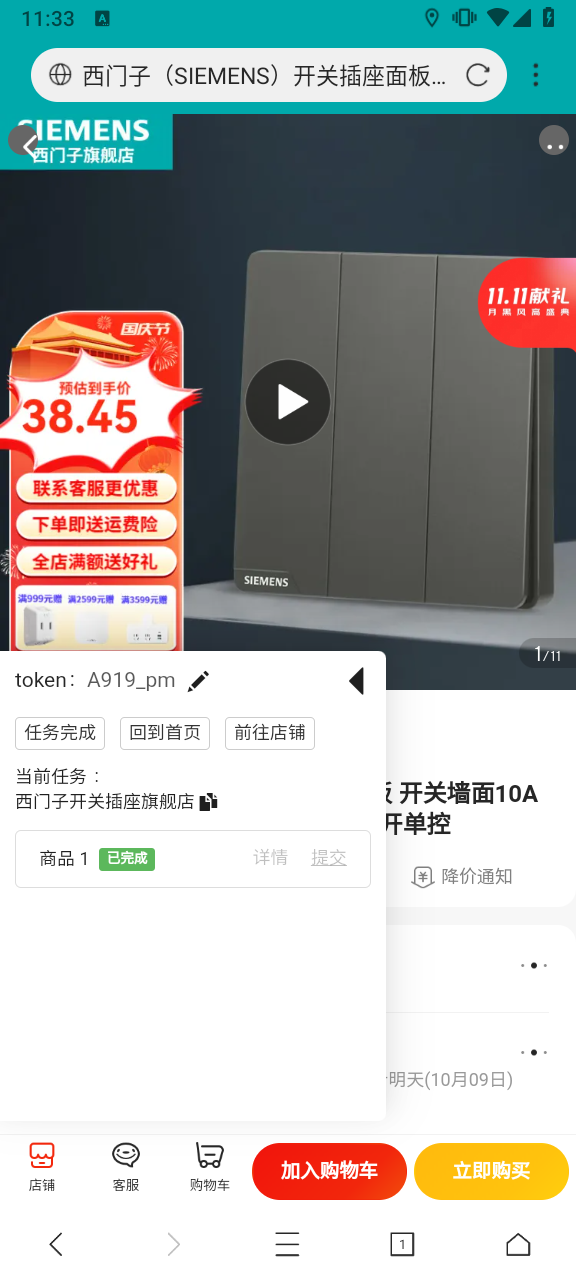 11:33
西门子（SIEMENS）开关插座面板...
SIEMENS
西门子旗舰店
11.11献礼
月黑风高盛典
国庆节
预估到手价
38.45
联系客服更优惠
下单即送运费险
全店满额送好礼
满999元赠 满2599元赠 满3599元赠
SIEMENS
1/11
token： A919_pm
任务完成 回到首页 前往店铺
当前任务：
西门子开关插座旗舰店
开关墙面10A
开单控
商品 1 已完成 详情 提交
降价通知
明天(10月09日)
店铺 客服 购物车 加入购物车 立即购买
1